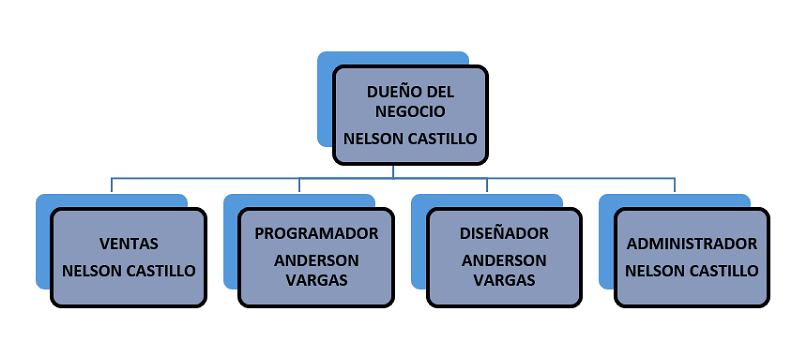 DUEÑO DEL
NEGOCIO
NELSON CASTILLO
VENTAS
NELSON CASTILLO
PROGRAMADOR
ANDERSON
VARGAS
DISEÑADOR
ANDERSON
VARGAS
ADMINISTRADOR
NELSON CASTILLO